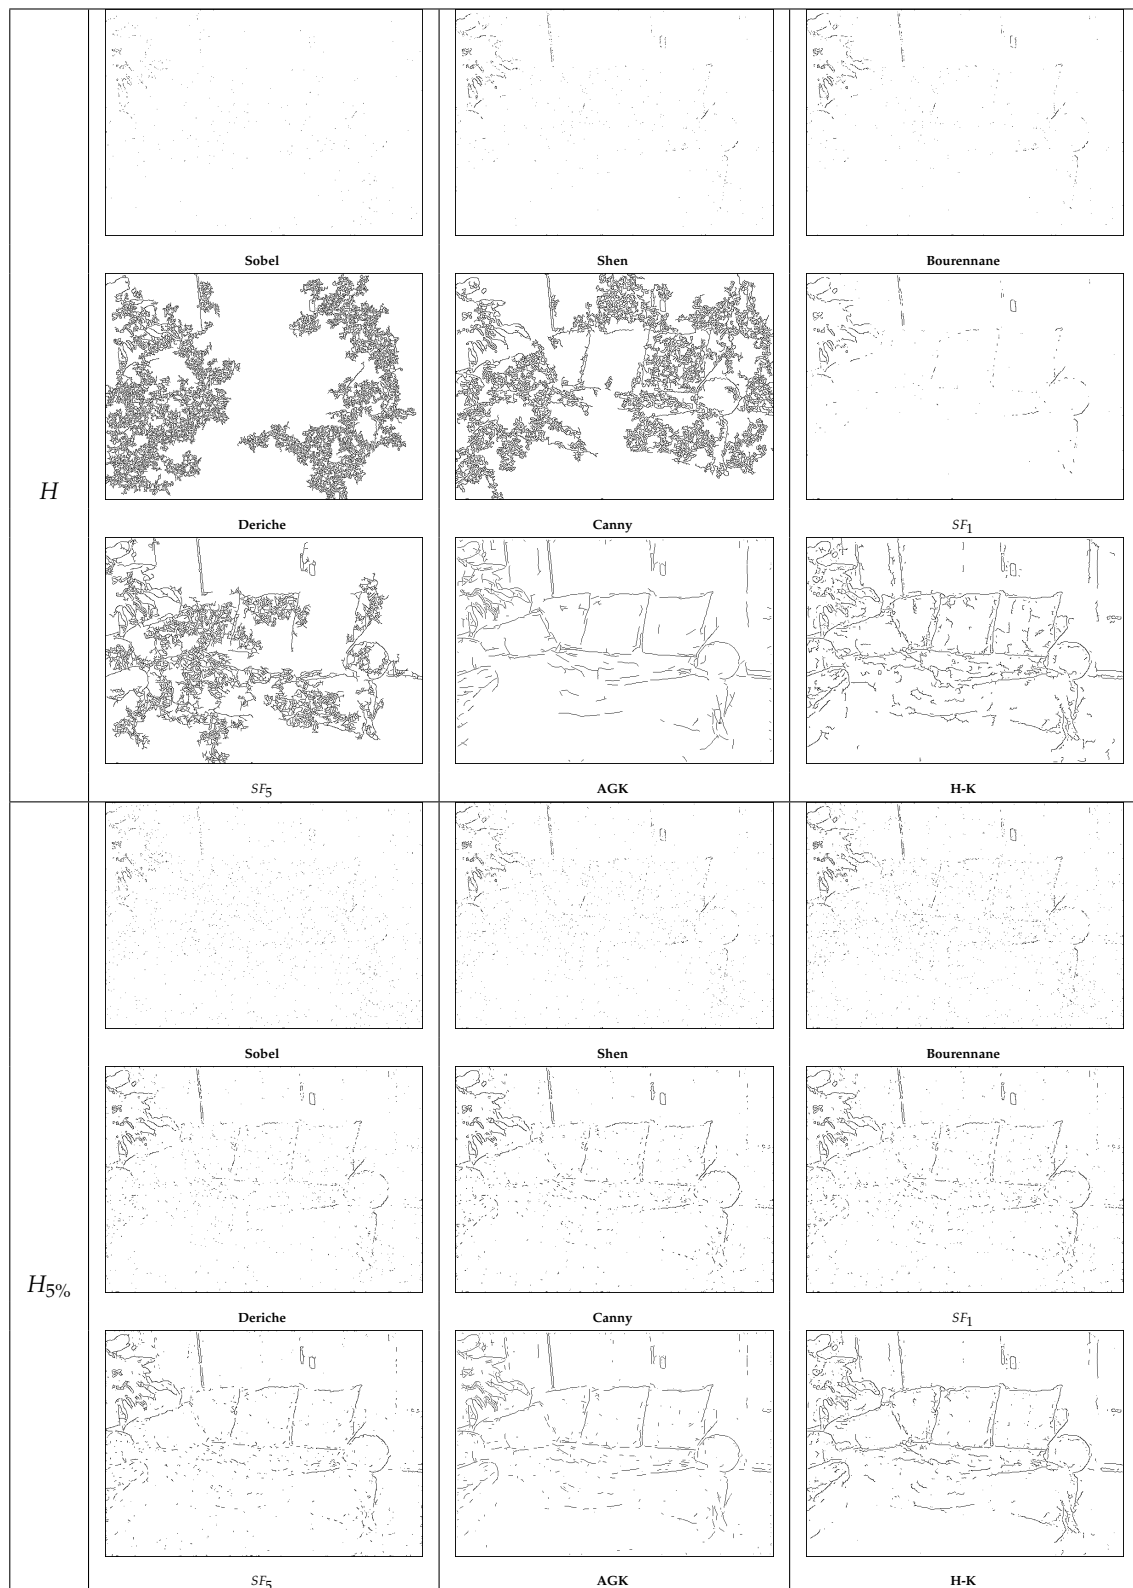 Sobel Shen Bourennane
H
Deriche Canny SF1
SF5 AGK H-K
Sobel Shen Bourennane
H5%
Deriche Canny SF1
SF5 AGK H-K